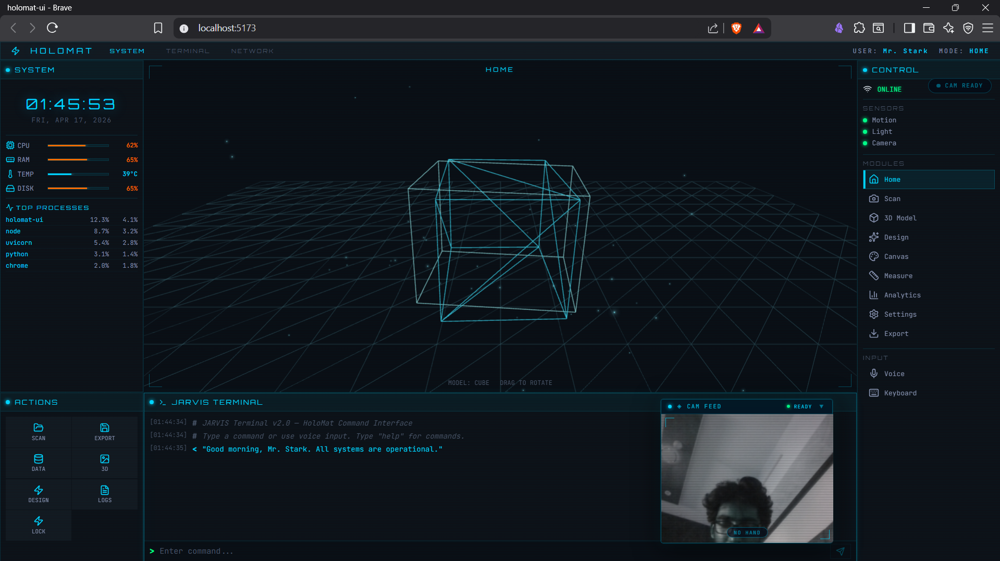 holomat-ui - Brave
localhost:5173
HOLOMAT SYSTEM TERMINAL NETWORK USER: Mr. Stark MODE: HOME
SYSTEM
01:45:53
FRI, APR 17, 2026
CPU 62%
RAM 65%
TEMP 39°C
DISK 65%
TOP PROCESSES
holomat-ui 12.3% 4.1%
node 8.7% 3.2%
uvicorn 5.4% 2.8%
python 3.1% 1.4%
chrome 2.0% 1.8%
HOME
MODEL: CUBE DRAG TO ROTATE
CONTROL
ONLINE
CAM READY
SENSORS
Motion
Light
Camera
MODULES
Home
Scan
3D Model
Design
Canvas
Measure
Analytics
Settings
Export
INPUT
Voice
Keyboard
ACTIONS
SCAN EXPORT
DATA 3D
DESIGN LOGS
LOCK
>_ JARVIS TERMINAL
[01:44:34] # JARVIS Terminal v2.0 — HoloMat Command Interface
[01:44:34] # Type a command or use voice input. Type "help" for commands.
[01:44:35] < "Good morning, Mr. Stark. All systems are operational."
> Enter command...
◈ CAM FEED READY ▼
NO HAND